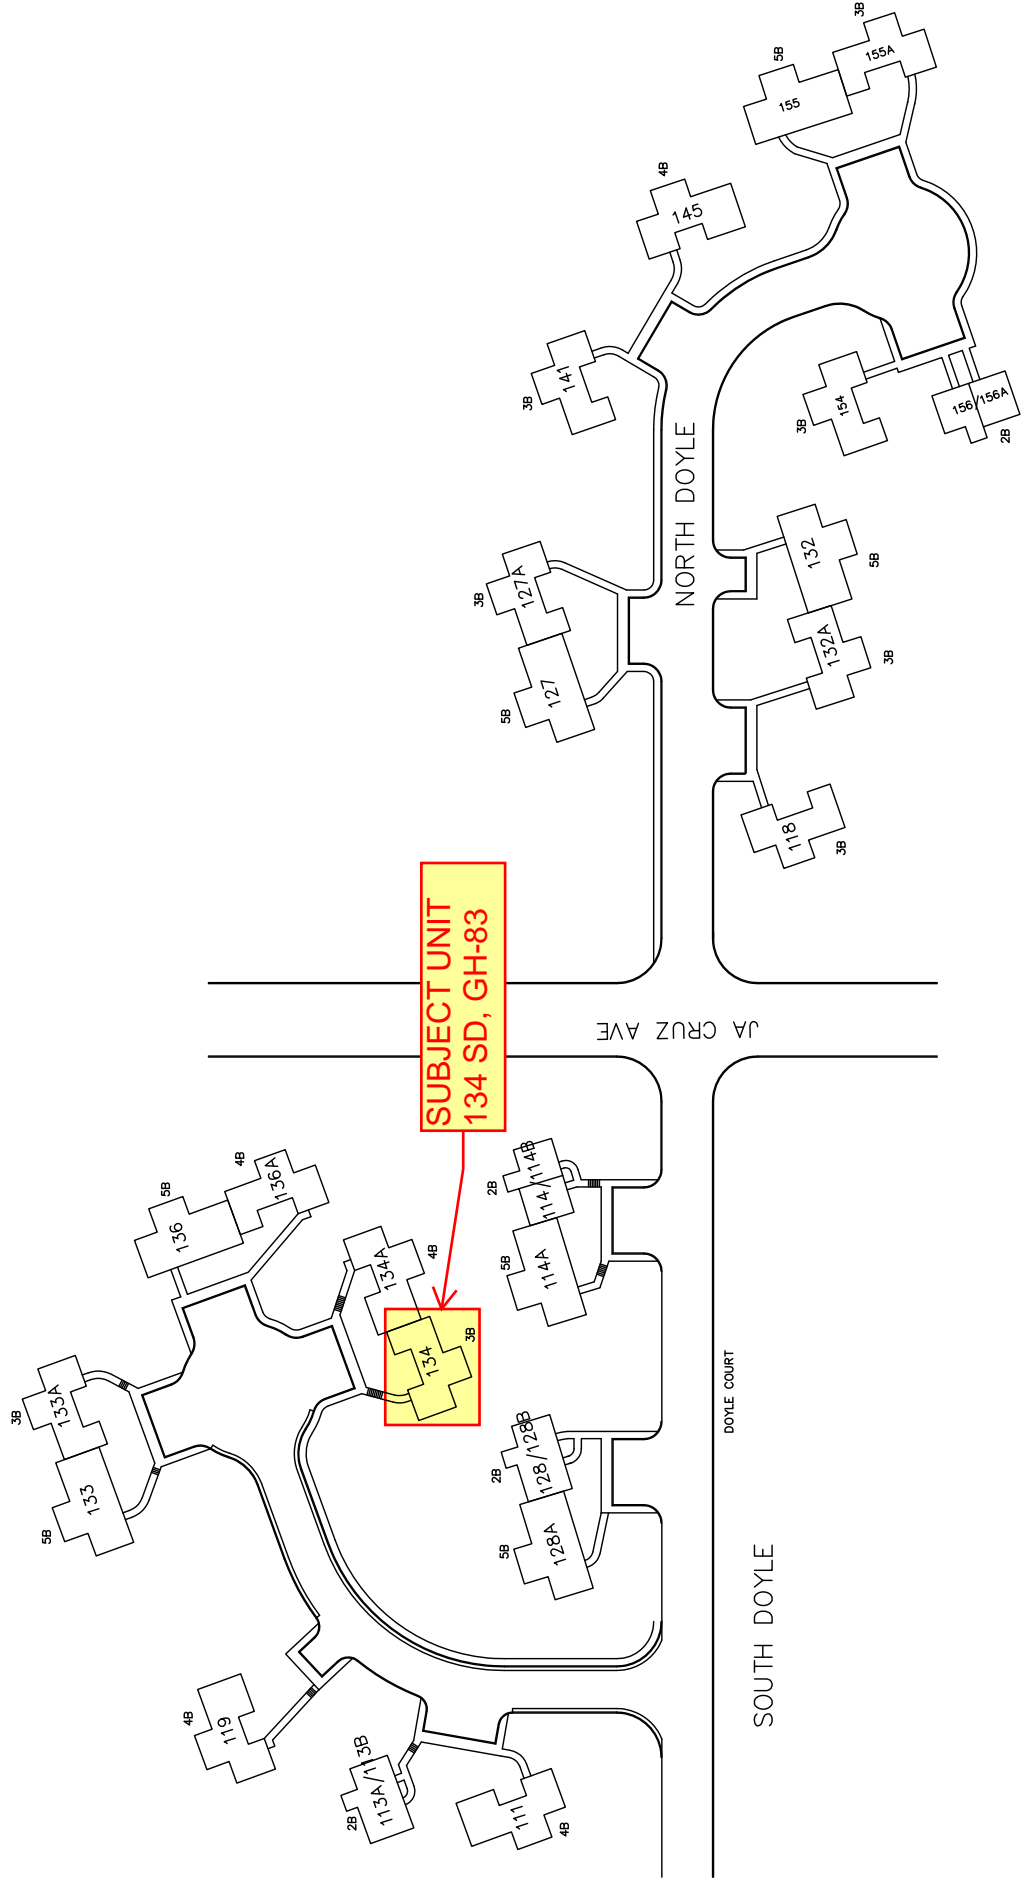 3B
155A
5B
155
4B
145
141
3B
154
3B
156/156A
2B
NORTH DOYLE
132
5B
127A
3B
132A
3B
127
5B
118
3B
SUBJECT UNIT
134 SD, GH-83
JA CRUZ AVE
136A
4B
136
5B
114/114B
2B
114A
5B
134A
4B
134
3B
133A
3B
133
5B
DOYLE COURT
128/128B
2B
128A
5B
SOUTH DOYLE
119
4B
113A/113B
2B
111
4B